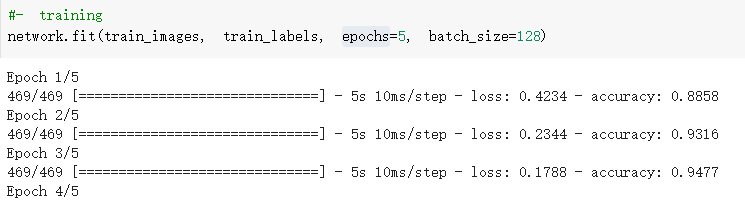 #- training
network.fit(train_images, train_labels, epochs=5, batch_size=128)
Epoch 1/5
469/469 [==============================] - 5s 10ms/step - loss: 0.4234 - accuracy: 0.8858
Epoch 2/5
469/469 [==============================] - 5s 10ms/step - loss: 0.2344 - accuracy: 0.9316
Epoch 3/5
469/469 [==============================] - 5s 10ms/step - loss: 0.1788 - accuracy: 0.9477
Epoch 4/5